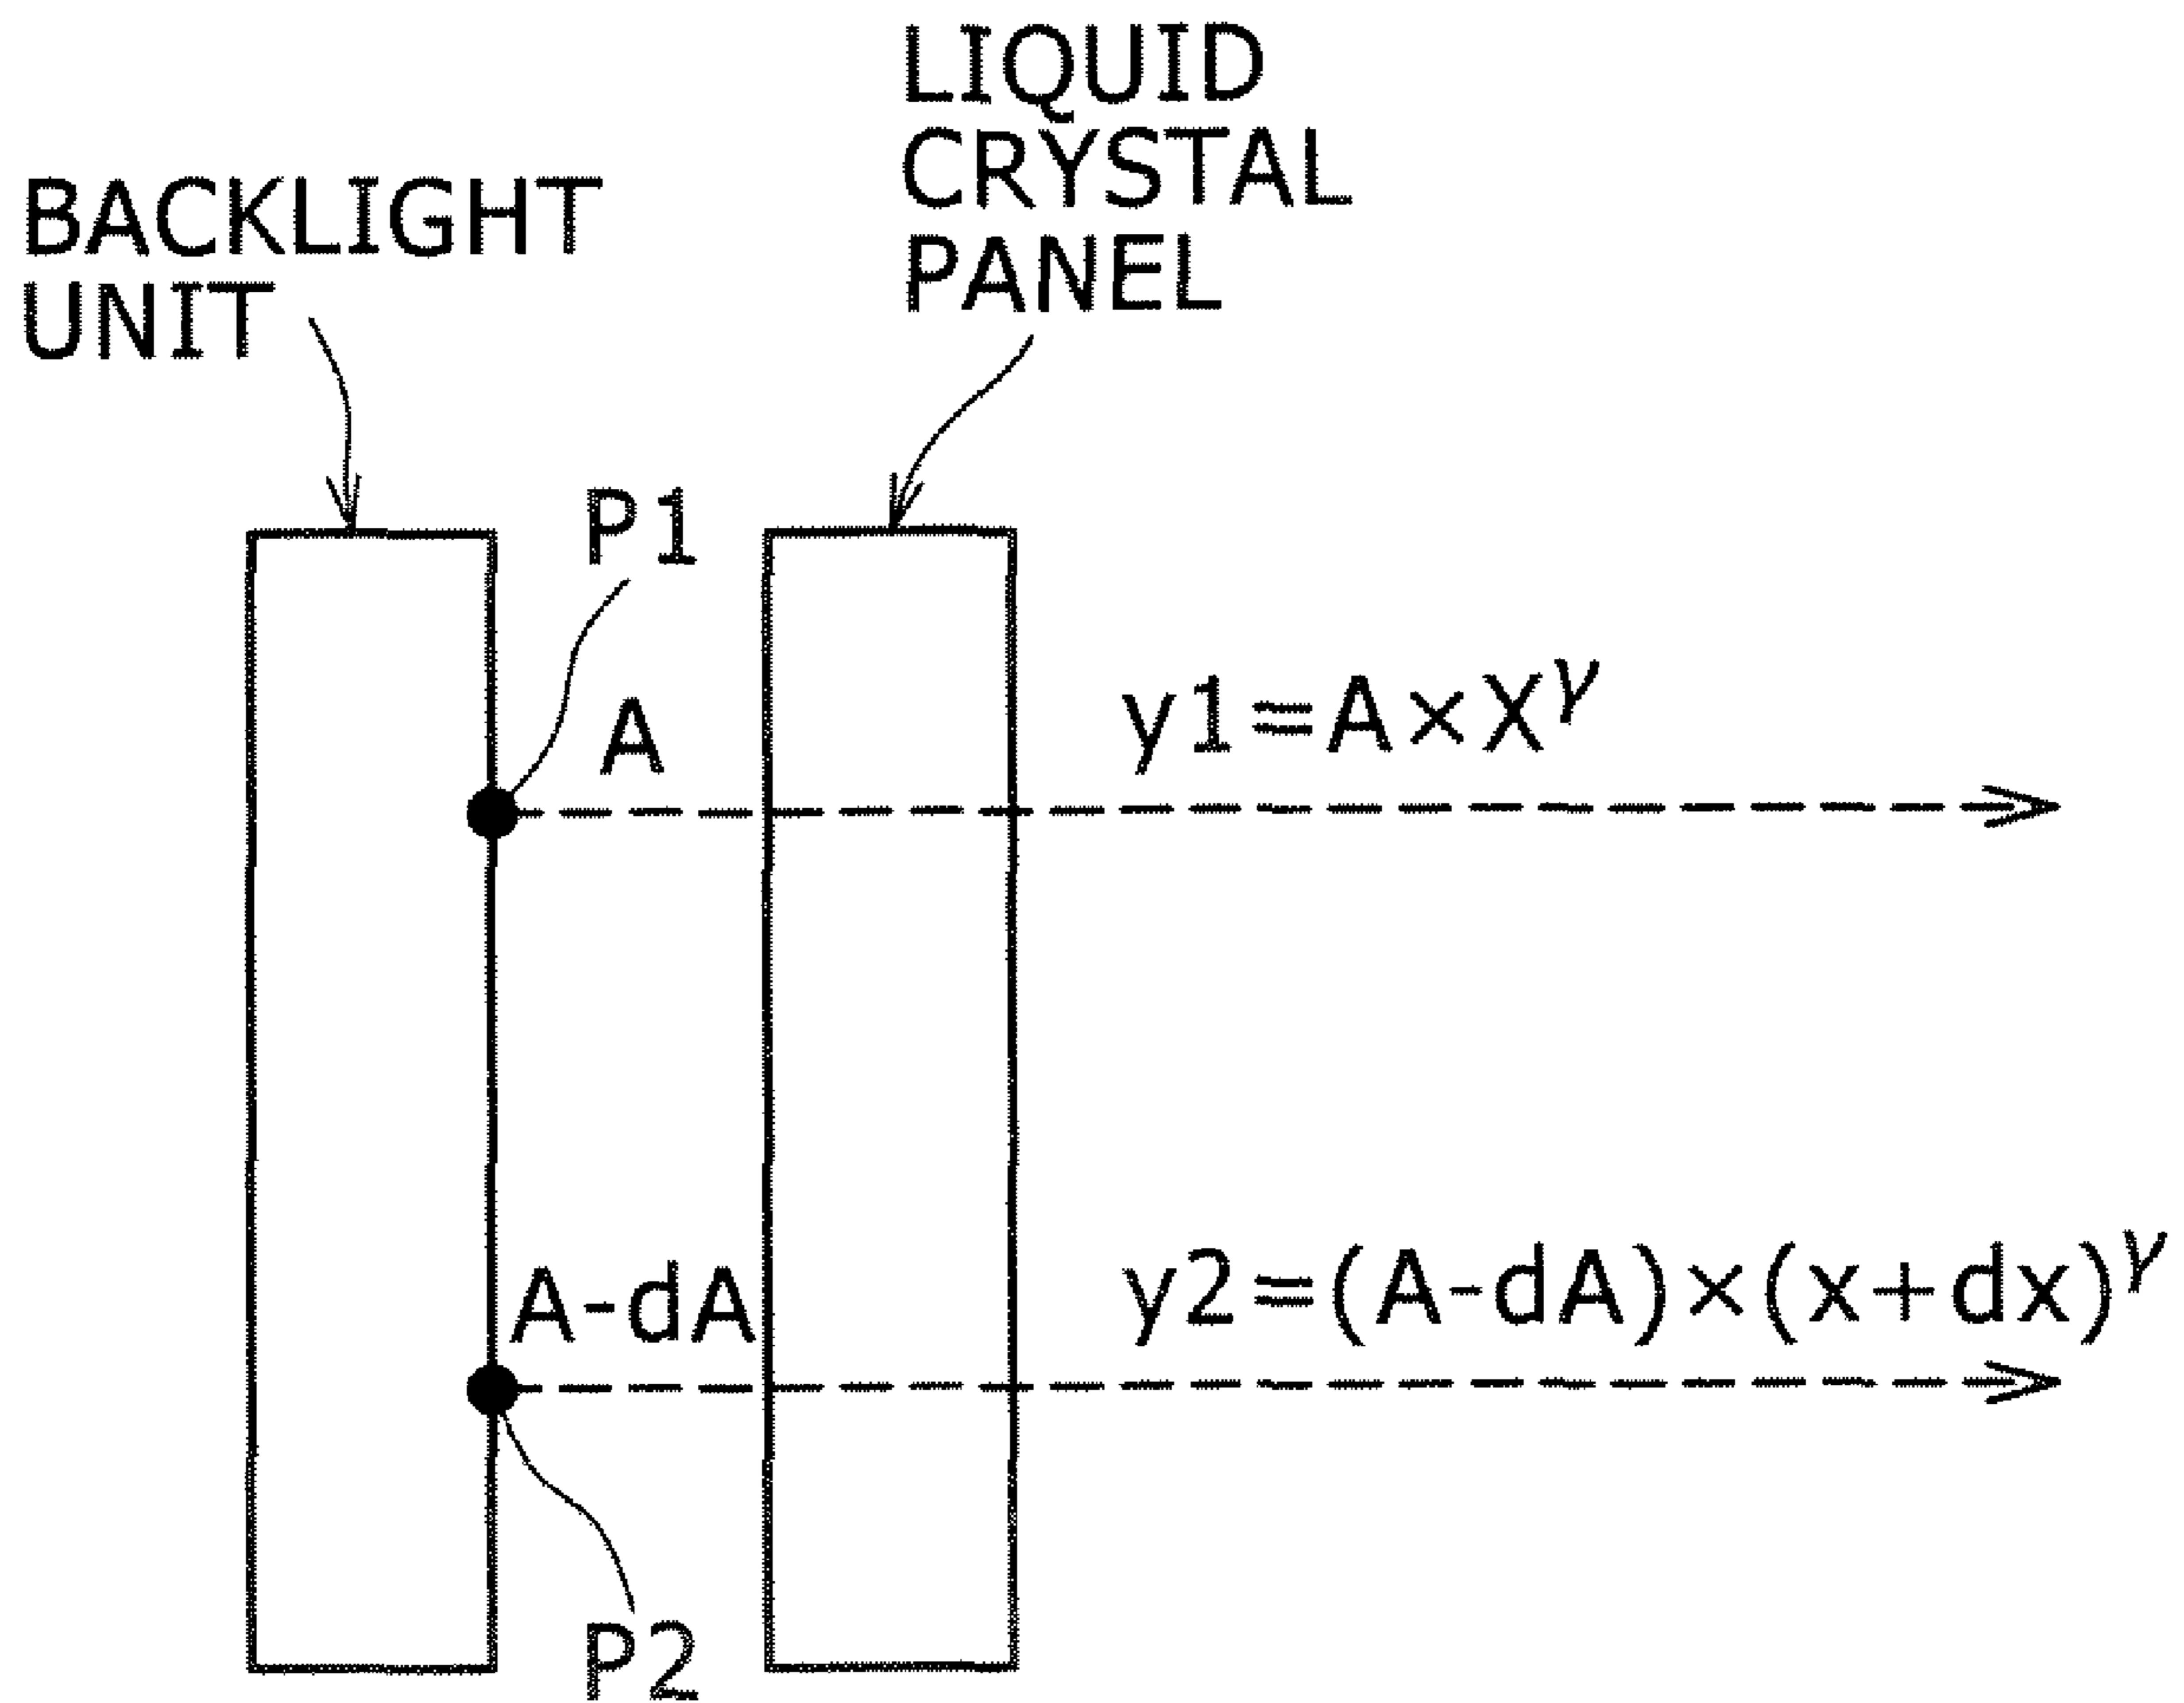 LIQUID
CRYSTAL
PANEL
BACKLIGHT
UNIT
P1
A
y1=A×X^γ
A-dA
y2=(A-dA)×(x+dx)^γ
P2